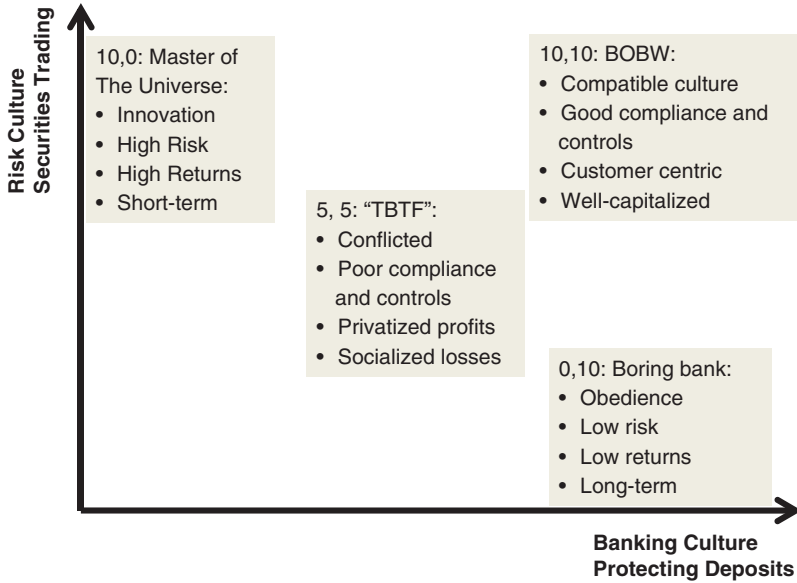 Risk Culture
Securities Trading
10,0: Master of
The Universe:
• Innovation
• High Risk
• High Returns
• Short-term
10,10: BOBW:
• Compatible culture
• Good compliance and
controls
• Customer centric
• Well-capitalized
5, 5: “TBTF”:
• Conflicted
• Poor compliance
and controls
• Privatized profits
• Socialized losses
0,10: Boring bank:
• Obedience
• Low risk
• Low returns
• Long-term
Banking Culture
Protecting Deposits